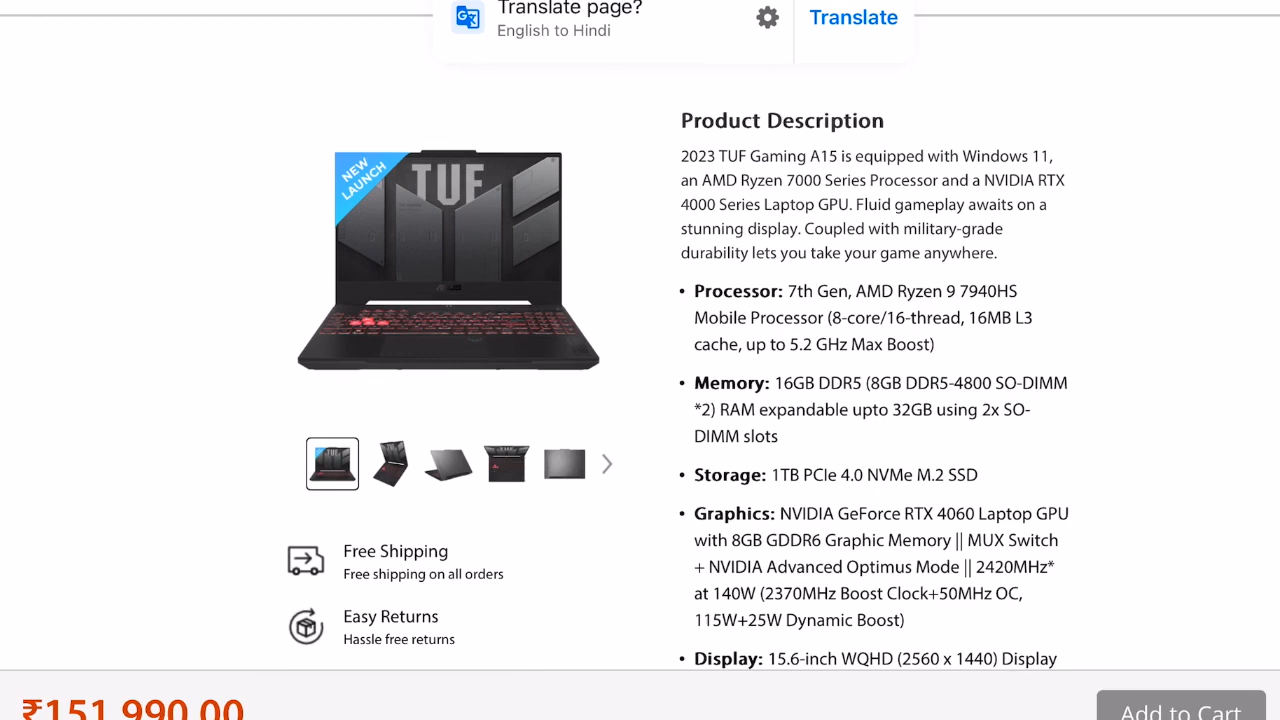 Translate page?
English to Hindi
Translate
NEW
LAUNCH
TUF
Free Shipping
Free shipping on all orders
Easy Returns
Hassle free returns
Product Description
2023 TUF Gaming A15 is equipped with Windows 11,
an AMD Ryzen 7000 Series Processor and a NVIDIA RTX
4000 Series Laptop GPU. Fluid gameplay awaits on a
stunning display. Coupled with military-grade
durability lets you take your game anywhere.
• Processor: 7th Gen, AMD Ryzen 9 7940HS
Mobile Processor (8-core/16-thread, 16MB L3
cache, up to 5.2 GHz Max Boost)
• Memory: 16GB DDR5 (8GB DDR5-4800 SO-DIMM
*2) RAM expandable upto 32GB using 2x SO-
DIMM slots
• Storage: 1TB PCIe 4.0 NVMe M.2 SSD
• Graphics: NVIDIA GeForce RTX 4060 Laptop GPU
with 8GB GDDR6 Graphic Memory || MUX Switch
+ NVIDIA Advanced Optimus Mode || 2420MHz*
at 140W (2370MHz Boost Clock+50MHz OC,
115W+25W Dynamic Boost)
• Display: 15.6-inch WQHD (2560 x 1440) Display
₹151,990.00
Add to Cart